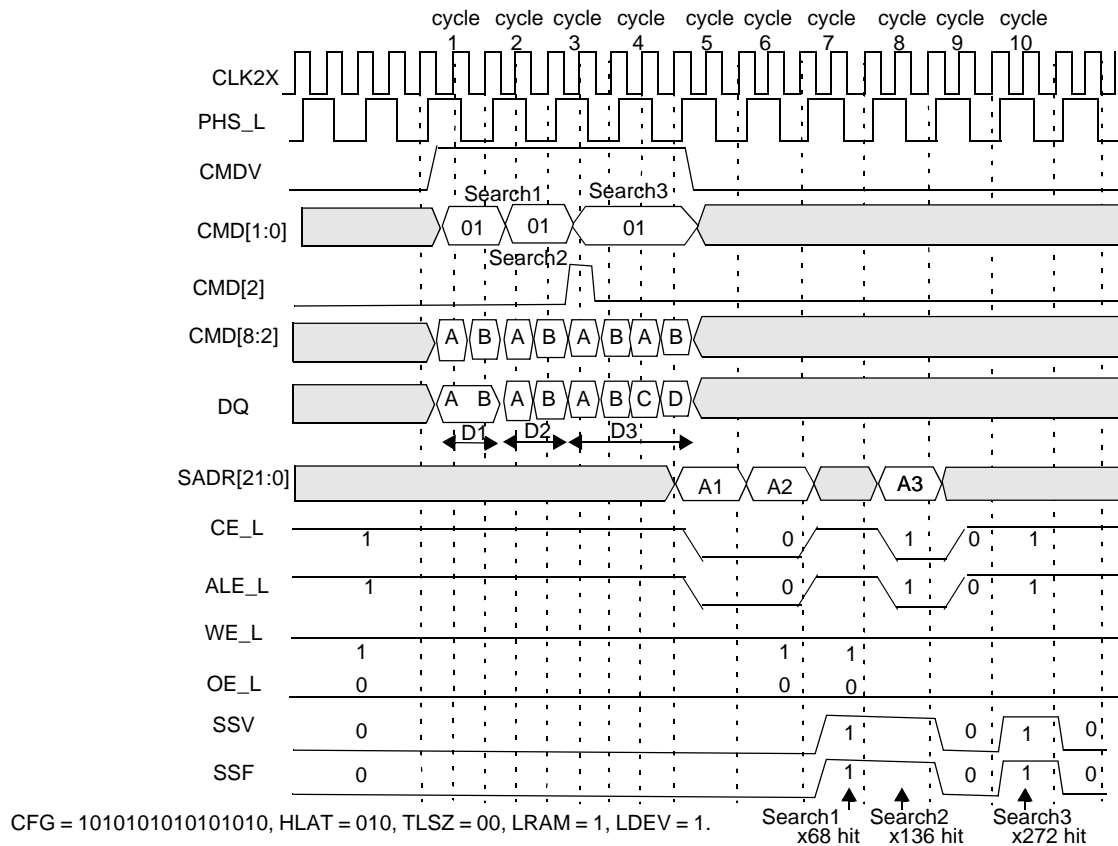 cycle cycle cycle cycle cycle cycle cycle cycle cycle cycle
1 2 3 4 5 6 7 8 9 10
CLK2X
PHS_L
CMDV
Search1 Search3
CMD[1:0] 01 01 01
Search2
CMD[2]
CMD[8:2] A B A B A B A B
DQ A B A B A B C D
D1 D2 D3
SADR[21:0] A1 A2 A3
CE_L 1 0 1 0 1
ALE_L 1 0 1 0 1
WE_L
1 1 1
OE_L 0 0 0
SSV 0 1 0 1 0
SSF 0 1 0 1 0
CFG = 1010101010101010, HLAT = 010, TLSZ = 00, LRAM = 1, LDEV = 1.
Search1 Search2 Search3
x68 hit x136 hit x272 hit